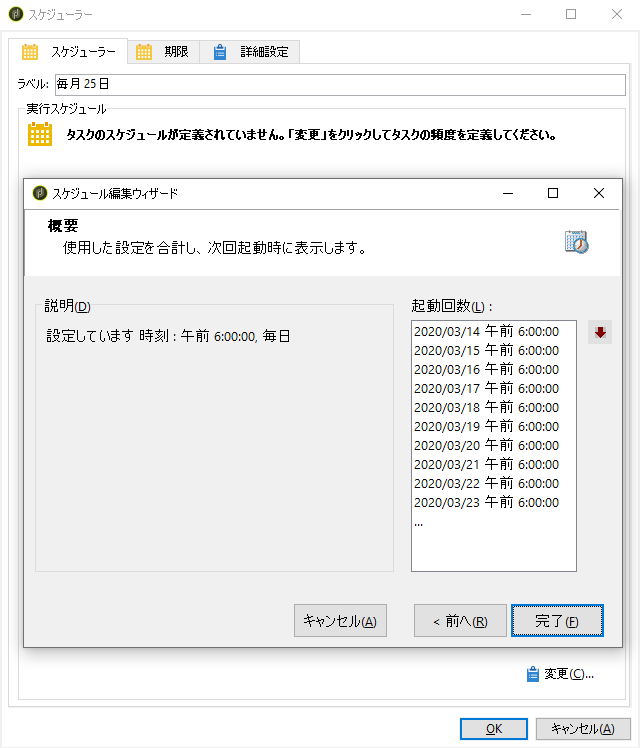 スケジューラー
スケジューラー 期限 詳細設定
ラベル: 毎月25日
実行スケジュール
タスクのスケジュールが定義されていません。「変更」をクリックしてタスクの頻度を定義してください。
スケジュール編集ウィザード
概要
使用した設定を合計し、次回起動時に表示します。
説明(D)
設定しています 時刻 : 午前 6:00:00, 毎日
起動回数(L) :
2020/03/14 午前 6:00:00
2020/03/15 午前 6:00:00
2020/03/16 午前 6:00:00
2020/03/17 午前 6:00:00
2020/03/18 午前 6:00:00
2020/03/19 午前 6:00:00
2020/03/20 午前 6:00:00
2020/03/21 午前 6:00:00
2020/03/22 午前 6:00:00
2020/03/23 午前 6:00:00
...
キャンセル(A) < 前へ(R) 完了(F)
変更(C)...
OK キャンセル(A)